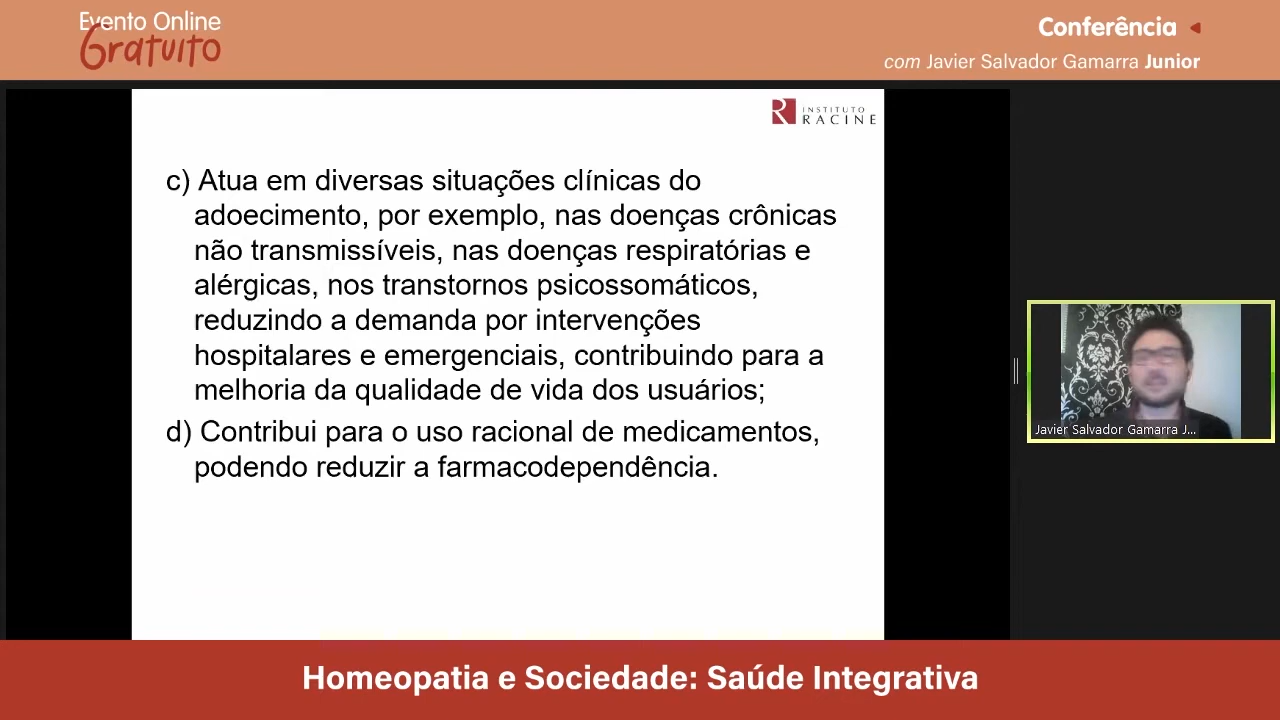 Evento Online
Gratuito
Conferência
com Javier Salvador Gamarra Junior
INSTITUTO
RACINE
c) Atua em diversas situações clínicas do
adoecimento, por exemplo, nas doenças crônicas
não transmissíveis, nas doenças respiratórias e
alérgicas, nos transtornos psicossomáticos,
reduzindo a demanda por intervenções
hospitalares e emergenciais, contribuindo para a
melhoria da qualidade de vida dos usuários;
d) Contribui para o uso racional de medicamentos,
podendo reduzir a farmacodependência.
Javier Salvador Gamarra J...
Homeopatia e Sociedade: Saúde Integrativa